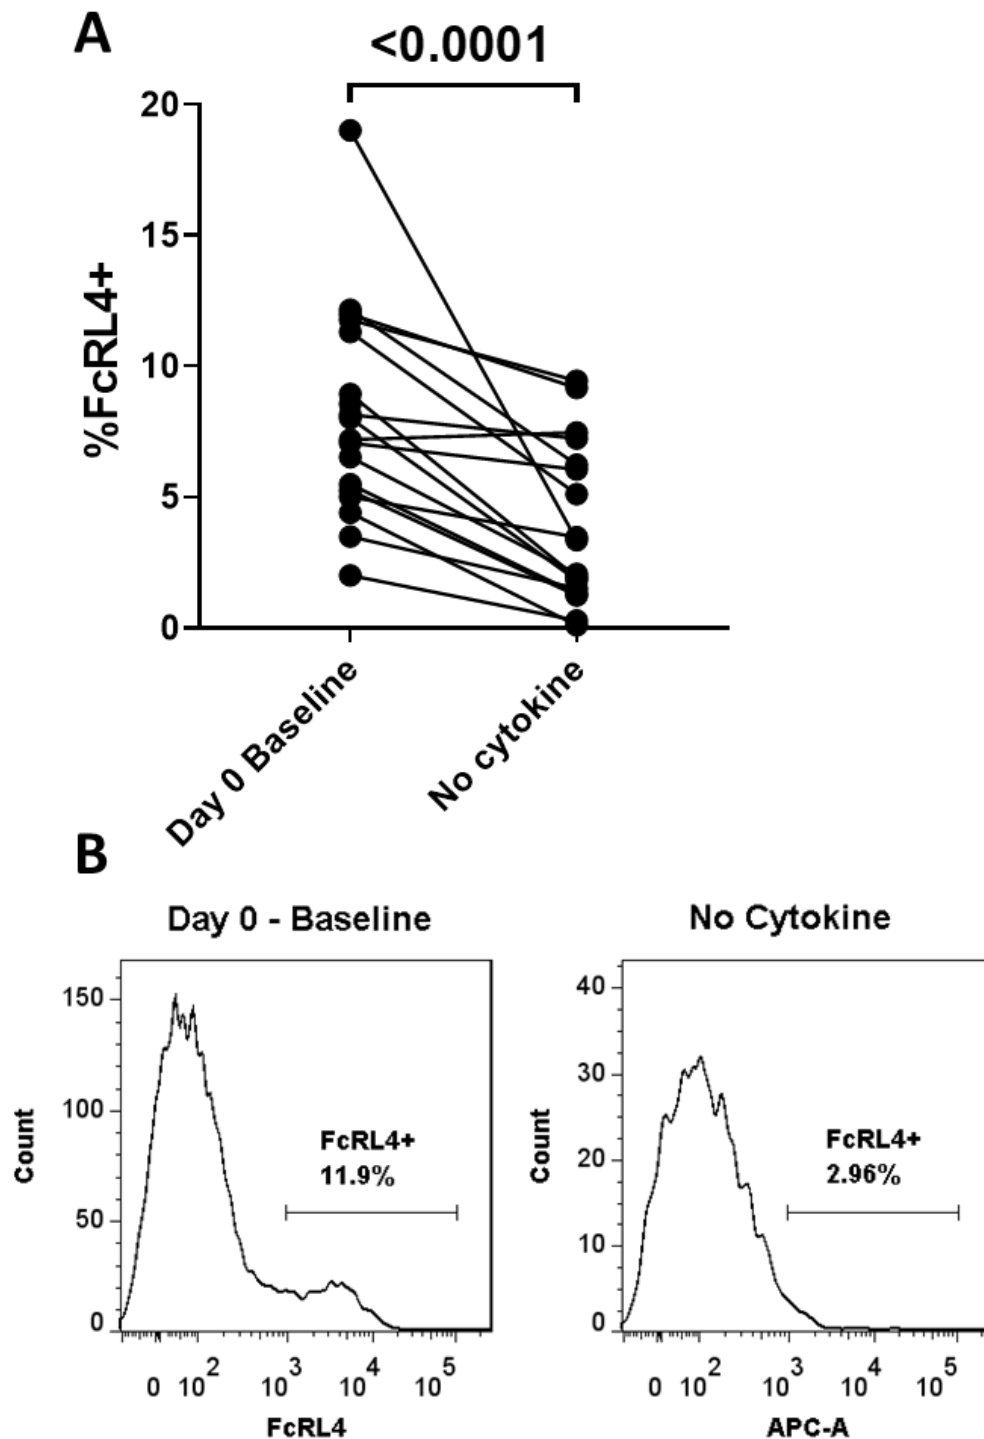 A
<0.0001
20
15
10
5
0
%FcRL4+
Day 0 Baseline
No cytokine
B
Day 0 - Baseline
150
100
50
0
Count
FcRL4+
11.9%
0 10^2 10^3 10^4 10^5
FcRL4
No Cytokine
40
30
20
10
0
Count
FcRL4+
2.96%
0 10^2 10^3 10^4 10^5
APC-A